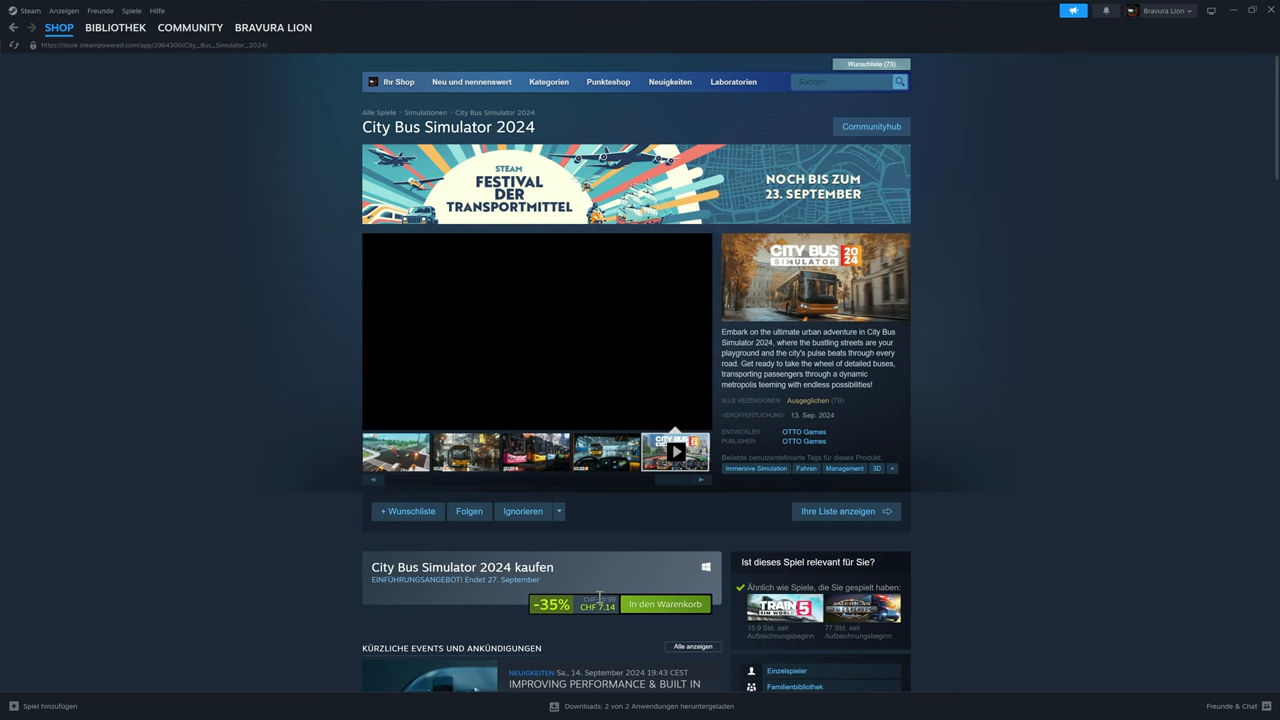 Steam Anzeigen Freunde Spiele Hilfe
Bravura Lion
SHOP BIBLIOTHEK COMMUNITY BRAVURA LION
https://store.steampowered.com/app/2964300/City_Bus_Simulator_2024/
Wunschliste (73)
Ihr Shop Neu und nennenswert Kategorien Punkteshop Neuigkeiten Laboratorien Suchen
Alle Spiele > Simulationen > City Bus Simulator 2024
City Bus Simulator 2024
Communityhub
STEAM
FESTIVAL
DER
TRANSPORTMITTEL
NOCH BIS ZUM
23. SEPTEMBER
CITY BUS
SIMULATOR
2024
Embark on the ultimate urban adventure in City Bus
Simulator 2024, where the bustling streets are your
playground and the city's pulse beats through every
road. Get ready to take the wheel of detailed buses,
transporting passengers through a dynamic
metropolis teeming with endless possibilities!
ALLE REZENSIONEN: Ausgeglichen (79)
VERÖFFENTLICHUNG: 13. Sep. 2024
ENTWICKLER: OTTO Games
PUBLISHER: OTTO Games
Beliebte benutzerdefinierte Tags für dieses Produkt:
Immersive Simulation Fahren Management 3D +
+ Wunschliste Folgen Ignorieren
Ihre Liste anzeigen
City Bus Simulator 2024 kaufen
EINFÜHRUNGSANGEBOT! Endet 27. September
-35%
CHF 7.14
In den Warenkorb
Ist dieses Spiel relevant für Sie?
Ähnlich wie Spiele, die Sie gespielt haben:
TRAIN SIM WORLD 5
AMERICAN TRUCK SIMULATOR
15.9 Std. seit
Aufzeichnungsbeginn
77 Std. seit
Aufzeichnungsbeginn
KÜRZLICHE EVENTS UND ANKÜNDIGUNGEN
Alle anzeigen
NEUIGKEITEN Sa., 14. September 2024 19:43 CEST
IMPROVING PERFORMANCE & BUILT IN
Einzelspieler
Familienbibliothek
Spiel hinzufügen
Downloads: 2 von 2 Anwendungen heruntergeladen
Freunde & Chat